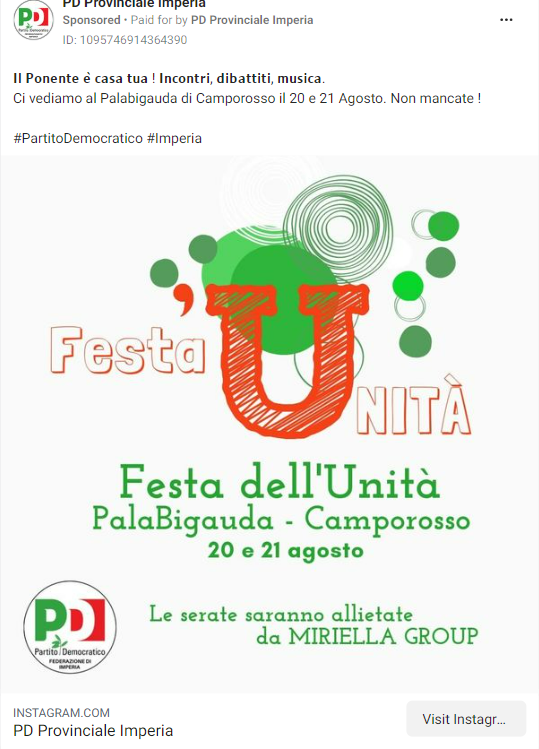 PD Provinciale Imperia
Sponsored • Paid for by PD Provinciale Imperia
ID: 1095746914364390
Il Ponente è casa tua ! Incontri, dibattiti, musica.
Ci vediamo al Palabigauda di Camporosso il 20 e 21 Agosto. Non mancate !
#PartitoDemocratico #Imperia
Festa'
UNITÀ
Festa dell'Unità
PalaBigauda - Camporosso
20 e 21 agosto
PD
Partito Democratico
FEDERAZIONE DI
IMPERIA
Le serate saranno allietate
da MIRIELLA GROUP
INSTAGRAM.COM
PD Provinciale Imperia
Visit Instagr...